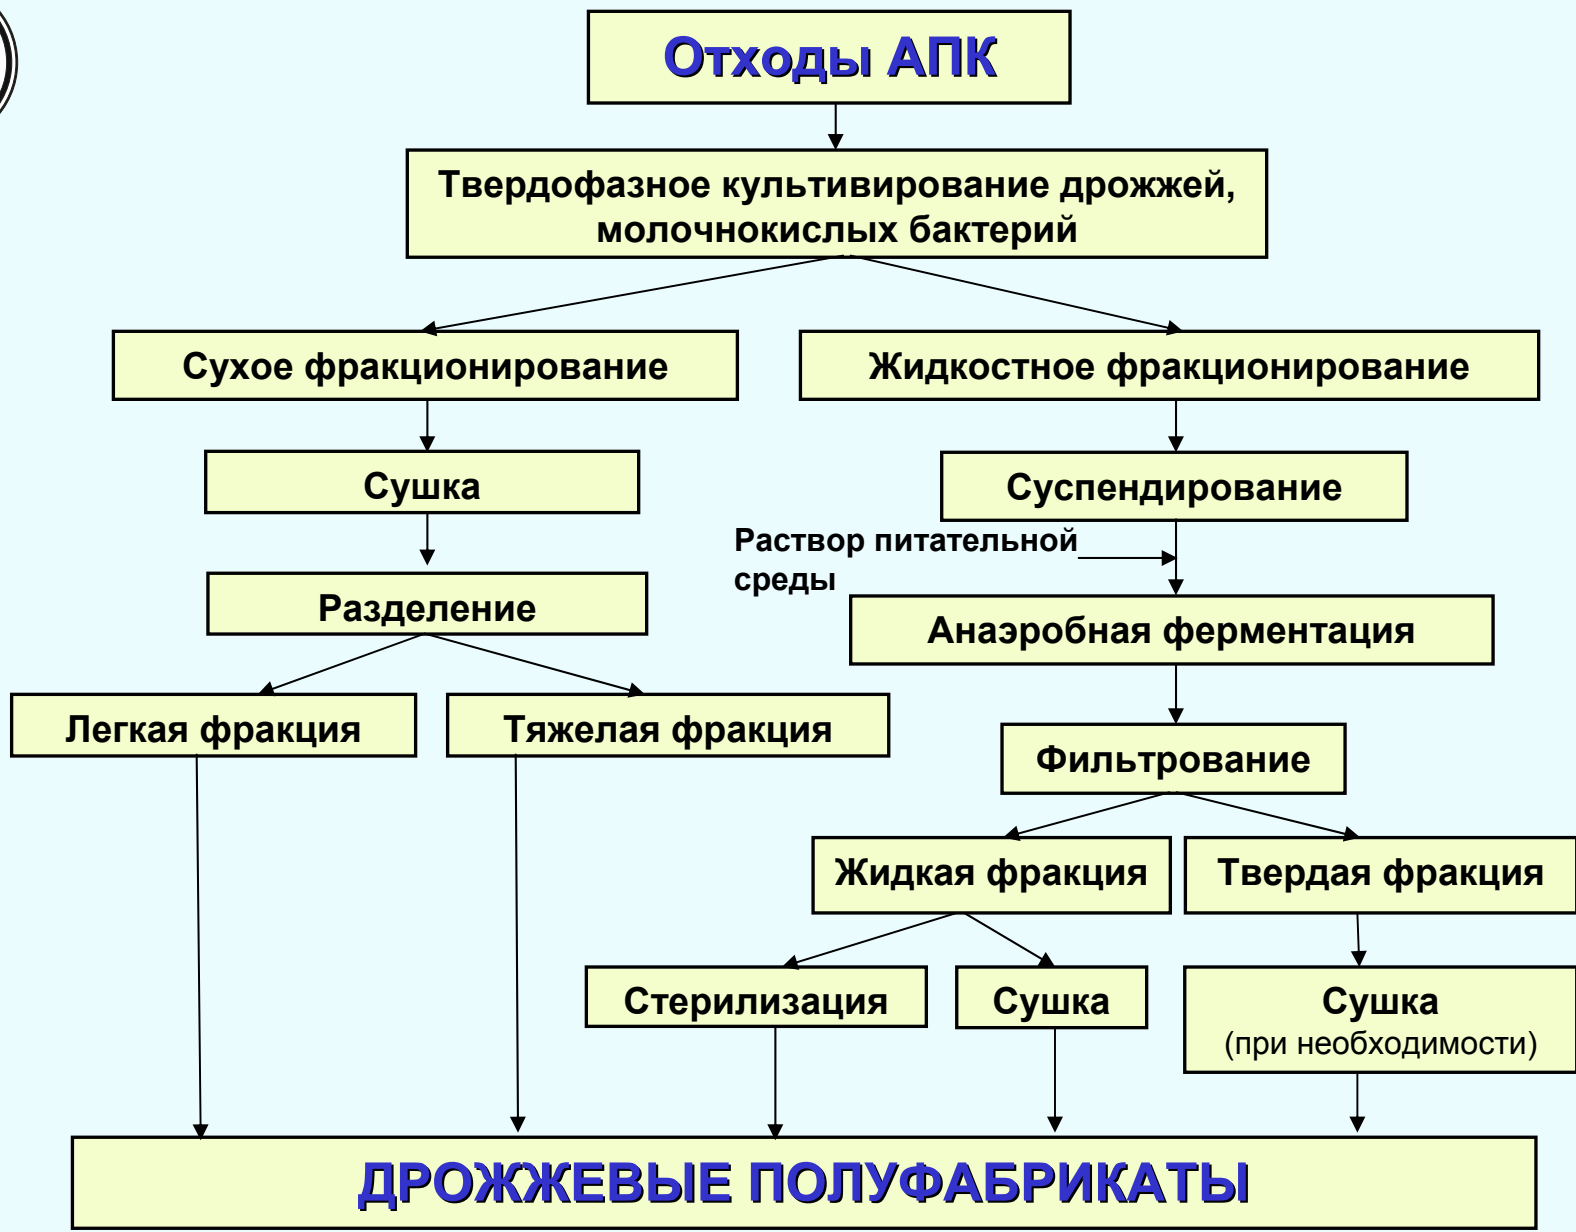 Отходы АПК
Твердофазное культивирование дрожжей,
молочнокислых бактерий
Сухое фракционирование
Жидкостное фракционирование
Сушка
Суспендирование
Раствор питательной
среды
Разделение
Анаэробная ферментация
Легкая фракция
Тяжелая фракция
Фильтрование
Жидкая фракция
Твердая фракция
Стерилизация
Сушка
Сушка
(при необходимости)
ДРОЖЖЕВЫЕ ПОЛУФАБРИКАТЫ